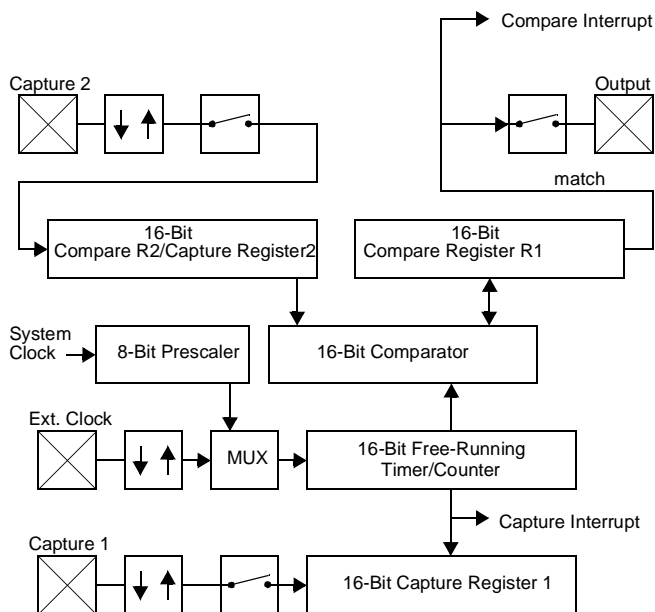 Compare Interrupt
Capture 2
Output
match
16-Bit
Compare R2/Capture Register2
16-Bit
Compare Register R1
System
Clock
8-Bit Prescaler
16-Bit Comparator
Ext. Clock
MUX
16-Bit Free-Running
Timer/Counter
Capture Interrupt
Capture 1
16-Bit Capture Register 1